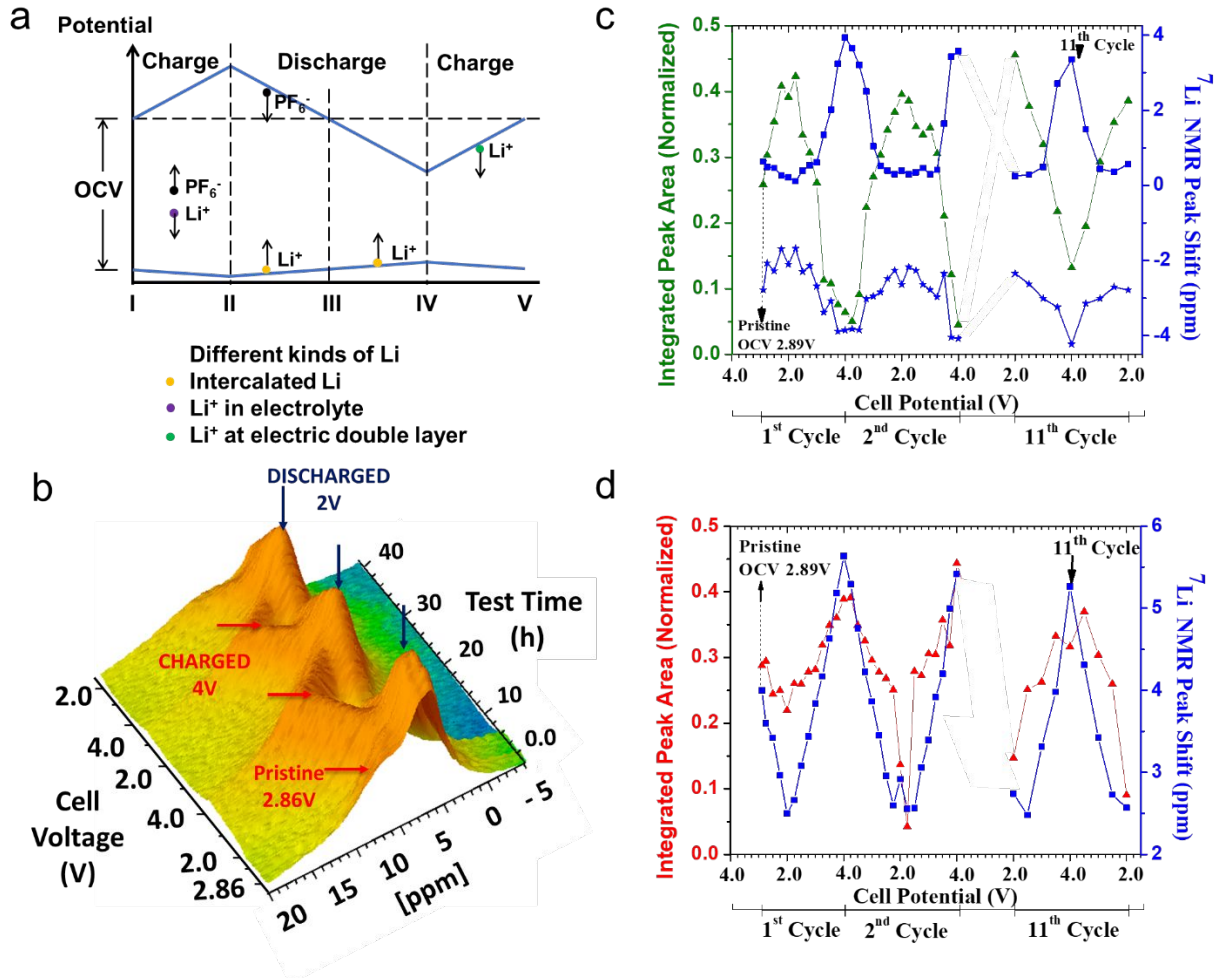 a
Potential
Charge
Discharge
Charge
PF₆⁻
Li⁺
OCV
PF₆⁻
Li⁺
Li⁺
Li⁺
I II III IV V
Different kinds of Li
Intercalated Li
Li⁺ in electrolyte
Li⁺ at electric double layer
b
DISCHARGED
2V
CHARGED
4V
Pristine
2.86V
Test Time
(h)
40
30
20
10
0.0
2.0
4.0
2.0
4.0
2.0
2.86
Cell
Voltage
(V)
20 15 10 5 0 -5
[ppm]
c
Integrated Peak Area (Normalized)
0.5
0.4
0.3
0.2
0.1
0.0
11th Cycle
Pristine
OCV 2.89V
4
2
0
-2
-4
⁷Li NMR Peak Shift (ppm)
4.0 2.0 4.0 2.0 4.0 2.0 4.0 2.0
Cell Potential (V)
1st Cycle 2nd Cycle 11th Cycle
d
Integrated Peak Area (Normalized)
0.5
0.4
0.3
0.2
0.1
0.0
Pristine
OCV 2.89V
11th Cycle
6
5
4
3
2
⁷Li NMR Peak Shift (ppm)
4.0 2.0 4.0 2.0 4.0 2.0 4.0 2.0
Cell Potential (V)
1st Cycle 2nd Cycle 11th Cycle